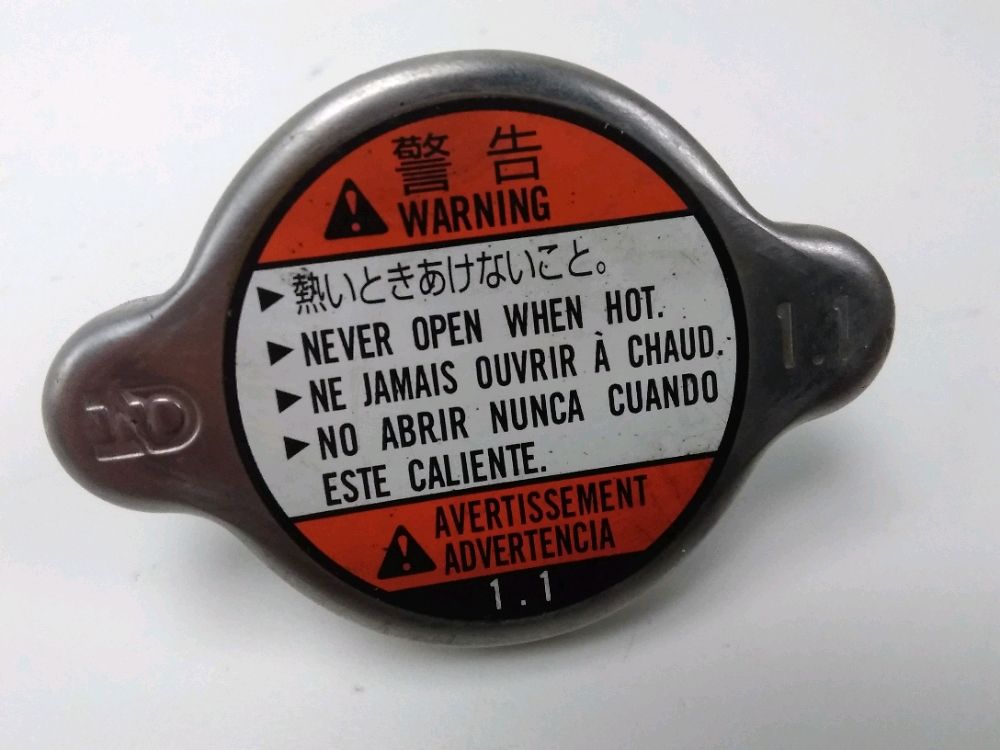 警告
WARNING
熱いときあけないこと。
NEVER OPEN WHEN HOT.
NE JAMAIS OUVRIR À CHAUD.
NO ABRIR NUNCA CUANDO
ESTE CALIENTE.
AVERTISSEMENT
ADVERTENCIA
1.1
1.1